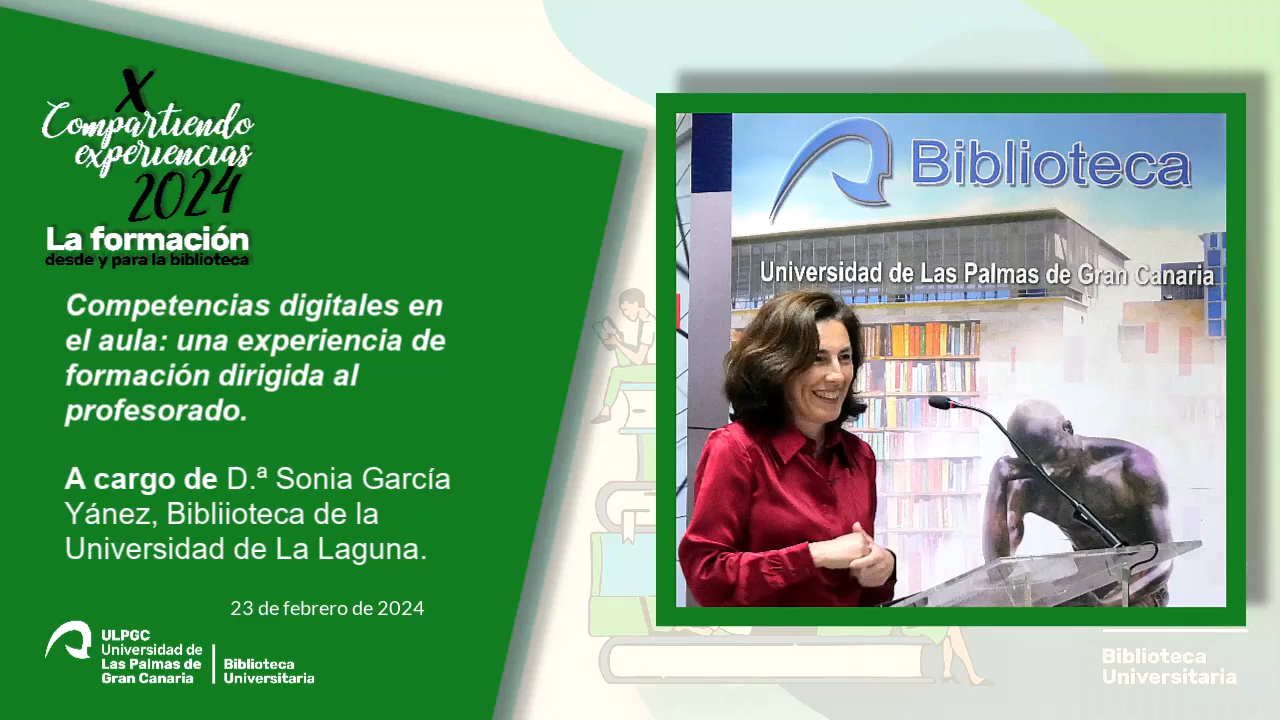 X
Compartiendo
experiencias
2024
La formación
desde y para la biblioteca
Competencias digitales en
el aula: una experiencia de
formación dirigida al
profesorado.
A cargo de D.ª Sonia García
Yánez, Bibliioteca de la
Universidad de La Laguna.
23 de febrero de 2024
ULPGC
Universidad de
Las Palmas de
Gran Canaria
Biblioteca
Universitaria
Biblioteca
Universidad de Las Palmas de Gran Canaria
Biblioteca
Universitaria